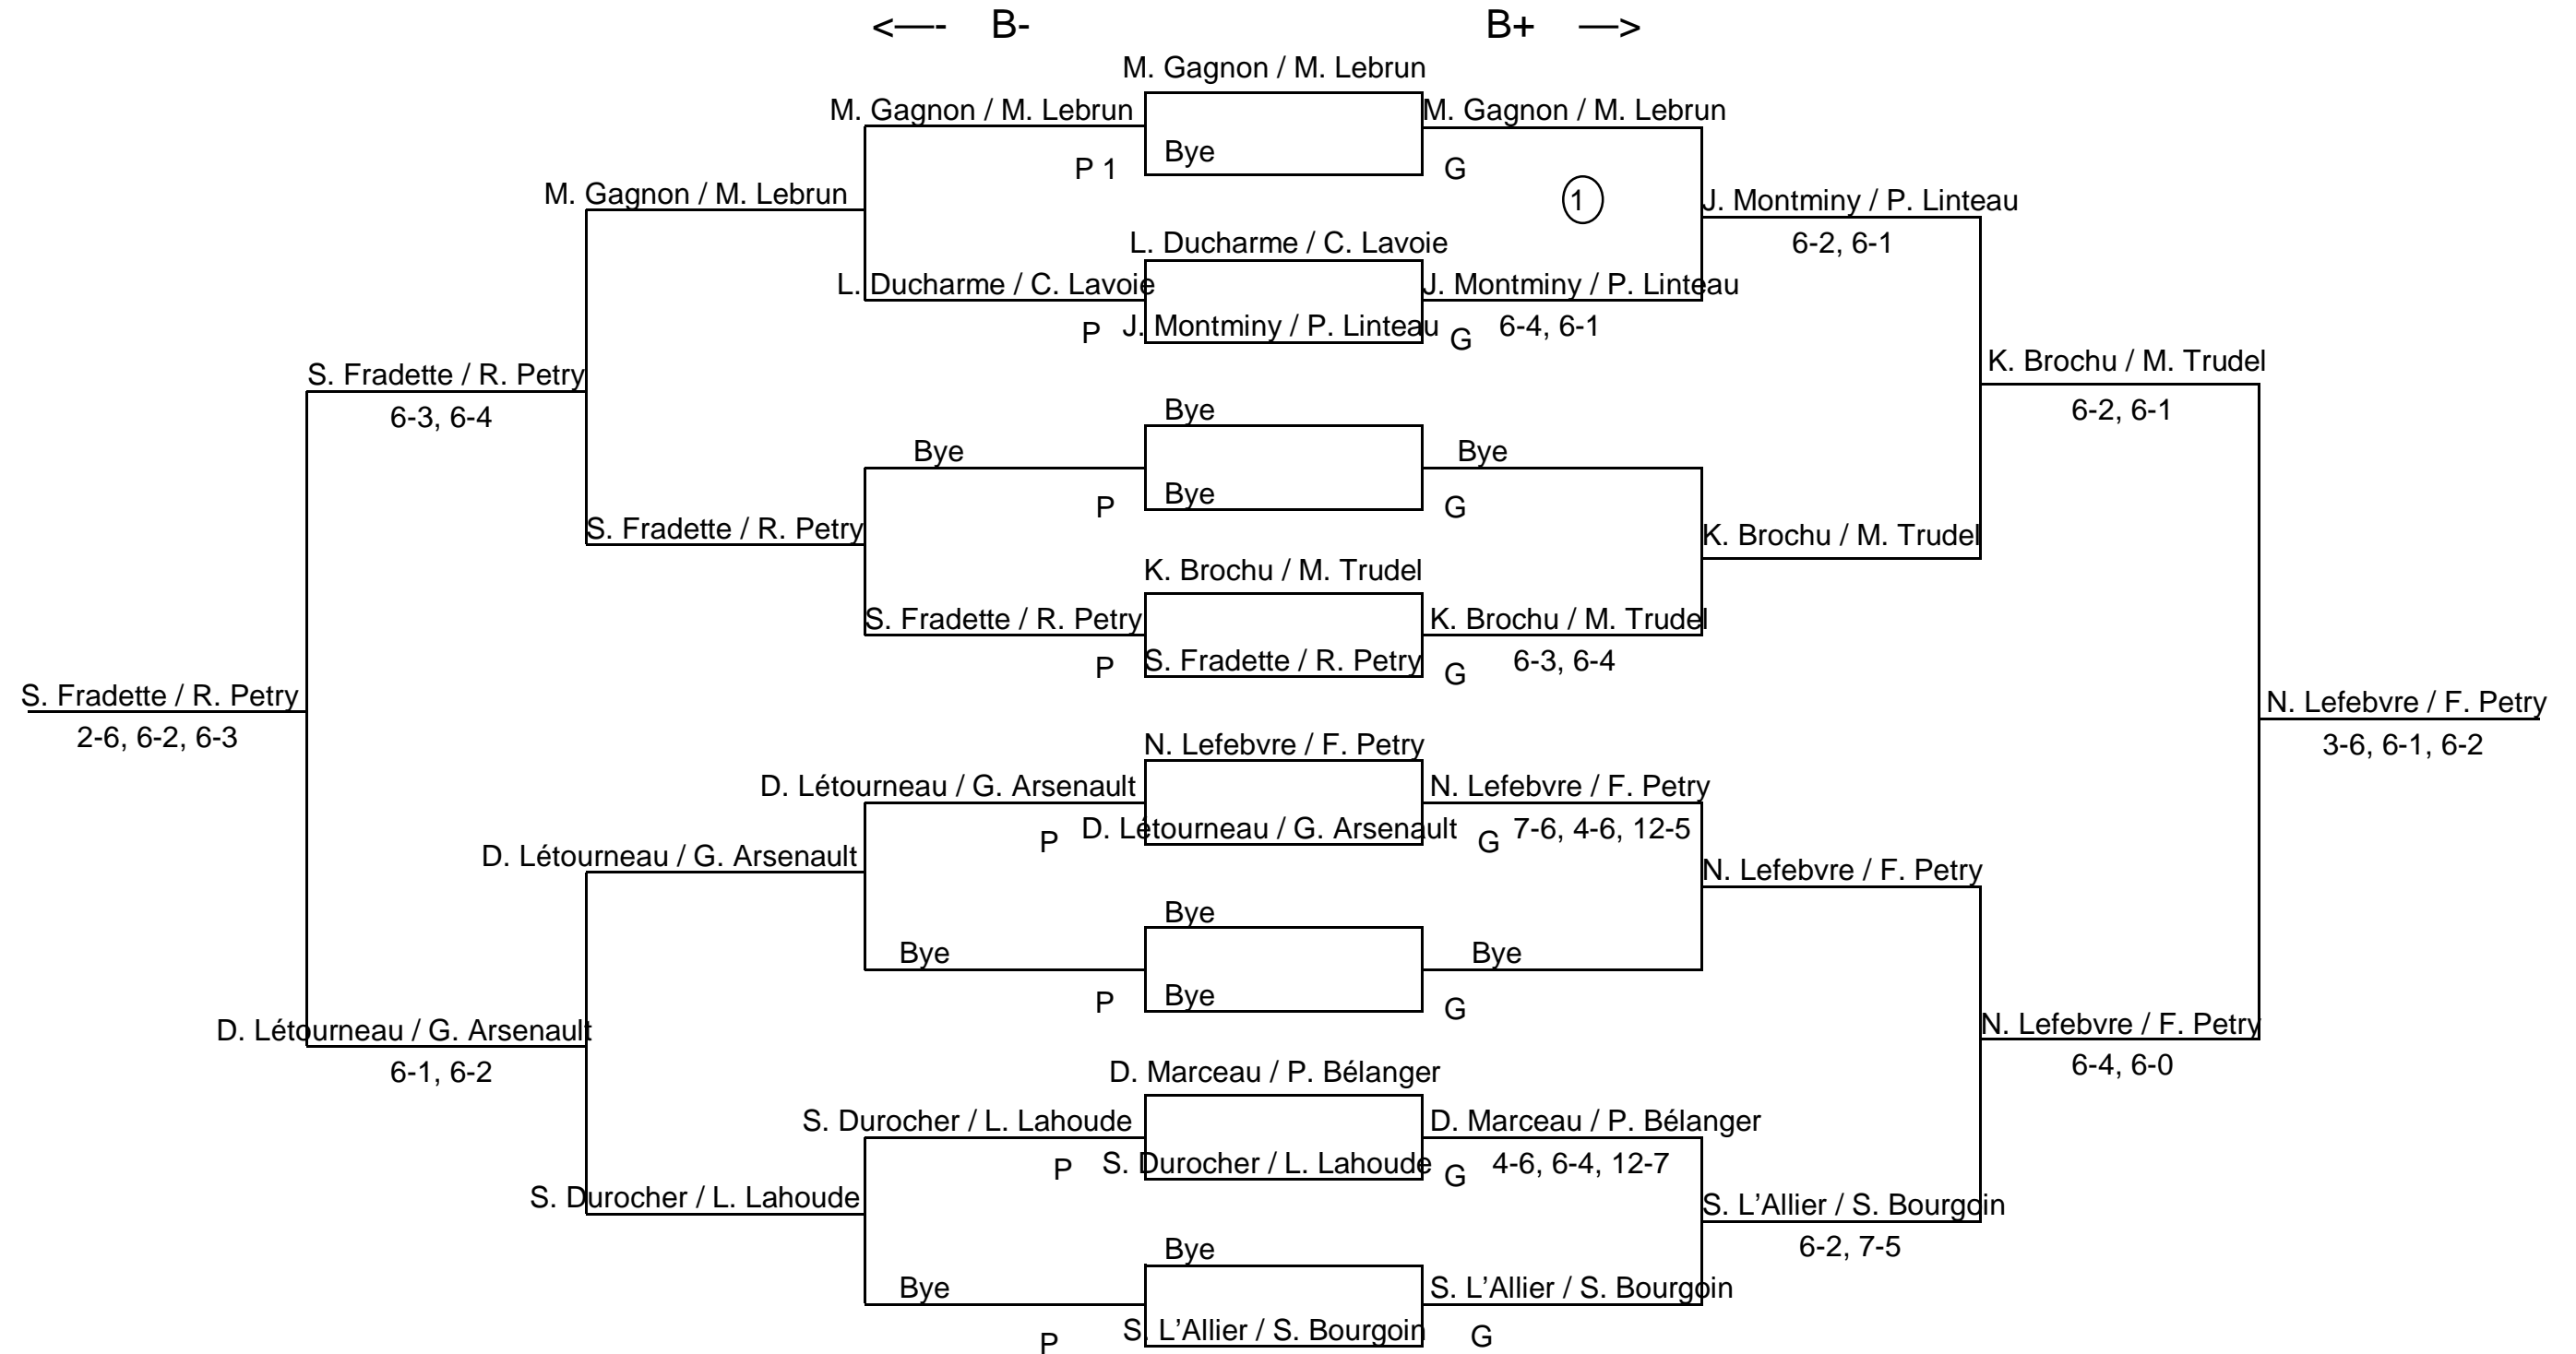 <—-    B-    B+    —>
M. Gagnon / M. Lebrun
M. Gagnon / M. Lebrun    M. Gagnon / M. Lebrun
Bye
P 1    G
M. Gagnon / M. Lebrun    1    J. Montminy / P. Linteau
L. Ducharme / C. Lavoie    6-2, 6-1
L. Ducharme / C. Lavoie    J. Montminy / P. Linteau
P    J. Montminy / P. Linteau    G    6-4, 6-1
S. Fradette / R. Petry    K. Brochu / M. Trudel
6-3, 6-4    Bye    6-2, 6-1
Bye    Bye
P    Bye    G
S. Fradette / R. Petry    K. Brochu / M. Trudel
K. Brochu / M. Trudel
S. Fradette / R. Petry    K. Brochu / M. Trudel
P    S. Fradette / R. Petry    G    6-3, 6-4
S. Fradette / R. Petry    N. Lefebvre / F. Petry
2-6, 6-2, 6-3    N. Lefebvre / F. Petry    3-6, 6-1, 6-2
D. Létourneau / G. Arsenault    N. Lefebvre / F. Petry
P    D. Létourneau / G. Arsenault    G    7-6, 4-6, 12-5
D. Létourneau / G. Arsenault    N. Lefebvre / F. Petry
Bye
Bye    Bye
P    Bye    G
D. Létourneau / G. Arsenault    N. Lefebvre / F. Petry
6-1, 6-2    D. Marceau / P. Bélanger    6-4, 6-0
S. Durocher / L. Lahoude    D. Marceau / P. Bélanger
P    S. Durocher / L. Lahoude    G    4-6, 6-4, 12-7
S. Durocher / L. Lahoude    S. L'Allier / S. Bourgoin
Bye    6-2, 7-5
Bye    S. L'Allier / S. Bourgoin
P    S. L'Allier / S. Bourgoin    G